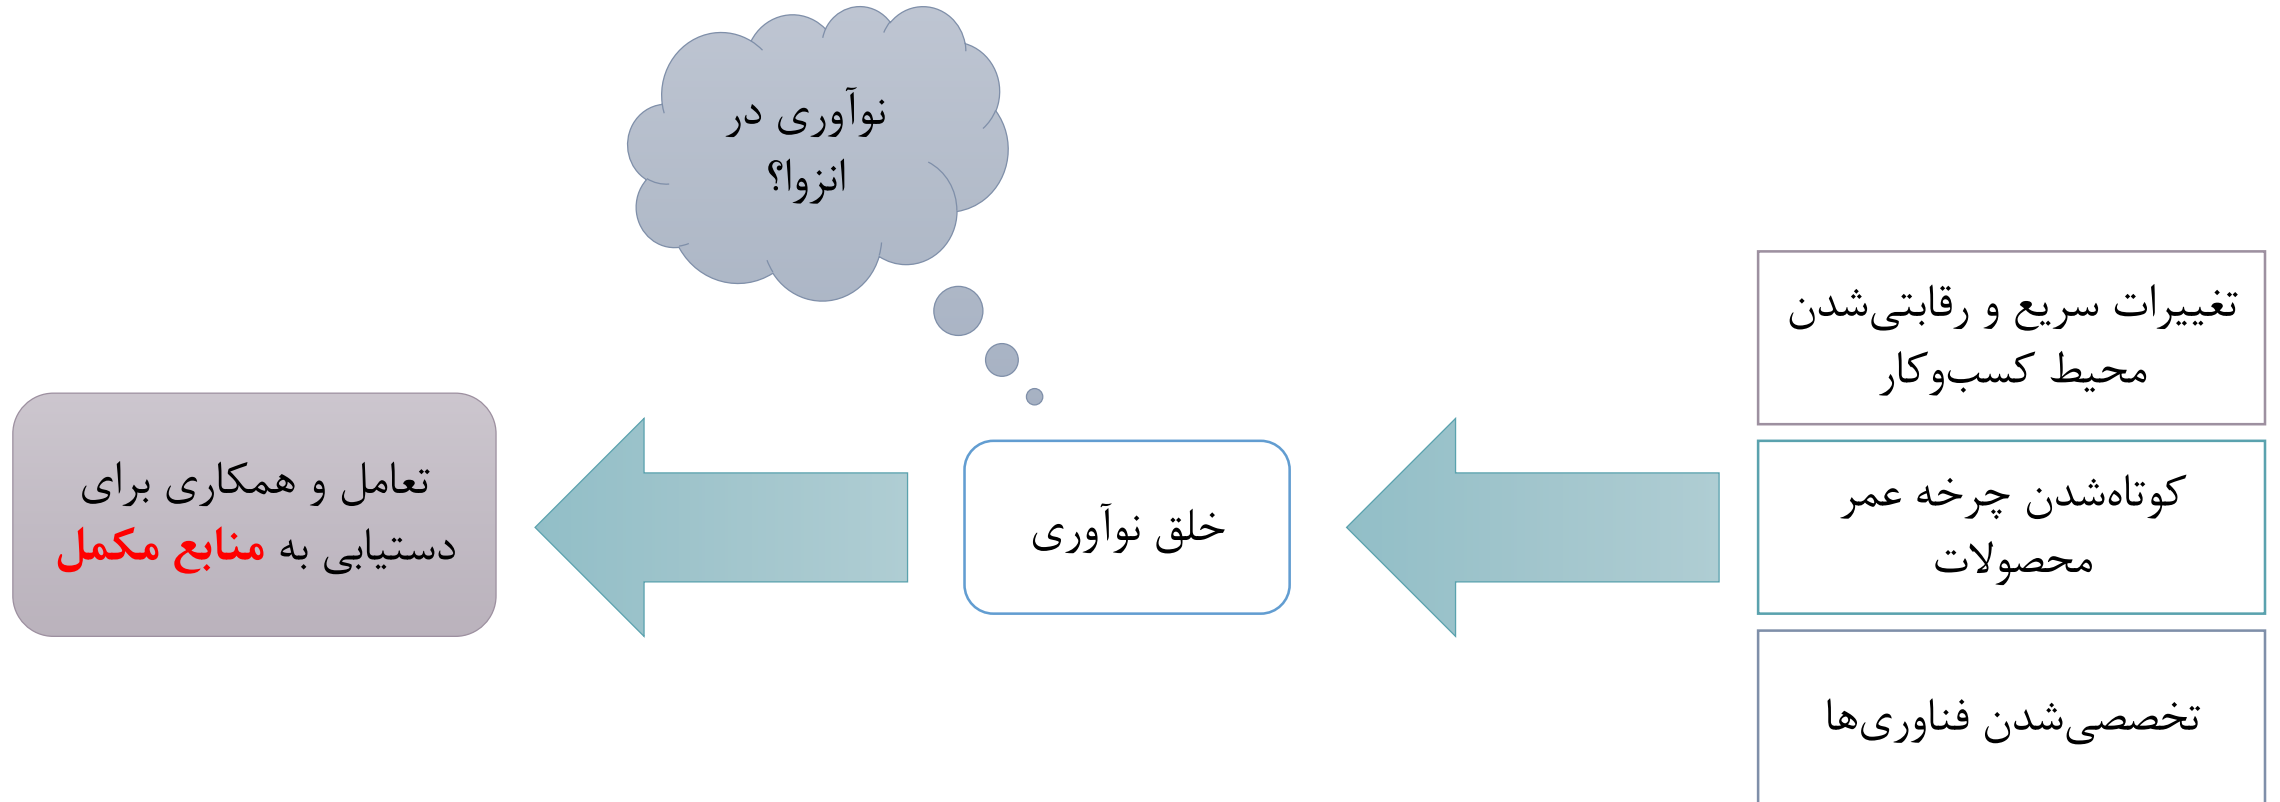 نوآوری در
انزوا؟
تغییرات سریع و رقابتی‌شدن
محیط کسب‌وکار
کوتاه‌شدن چرخه عمر
محصولات
تخصصی‌شدن فناوری‌ها
خلق نوآوری
تعامل و همکاری برای
دستیابی به منابع مکمل